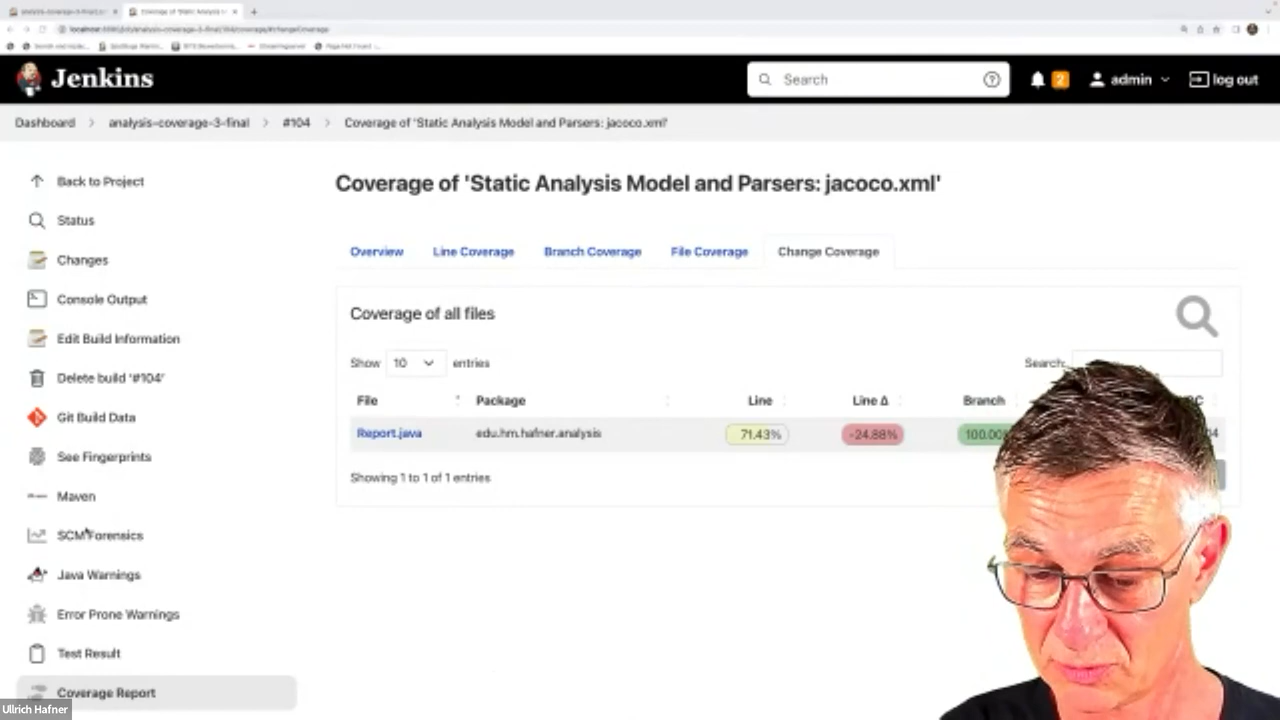 Jenkins
Search
2
admin
log out
Dashboard
analysis-coverage-3-final
#104
Coverage of 'Static Analysis Model and Parsers: jacoco.xml'
Back to Project
Status
Changes
Console Output
Edit Build Information
Delete build '#104'
Git Build Data
See Fingerprints
Maven
SCM Forensics
Java Warnings
Error Prone Warnings
Test Result
Coverage Report
Ullrich Hafner
Coverage of 'Static Analysis Model and Parsers: jacoco.xml'
Overview Line Coverage Branch Coverage File Coverage Change Coverage
Coverage of all files
Show 10 entries
Search:
File Package Line Line Δ Branch
Report.java edu.hm.hafner.analysis 71.43% -24.88%
Showing 1 to 1 of 1 entries